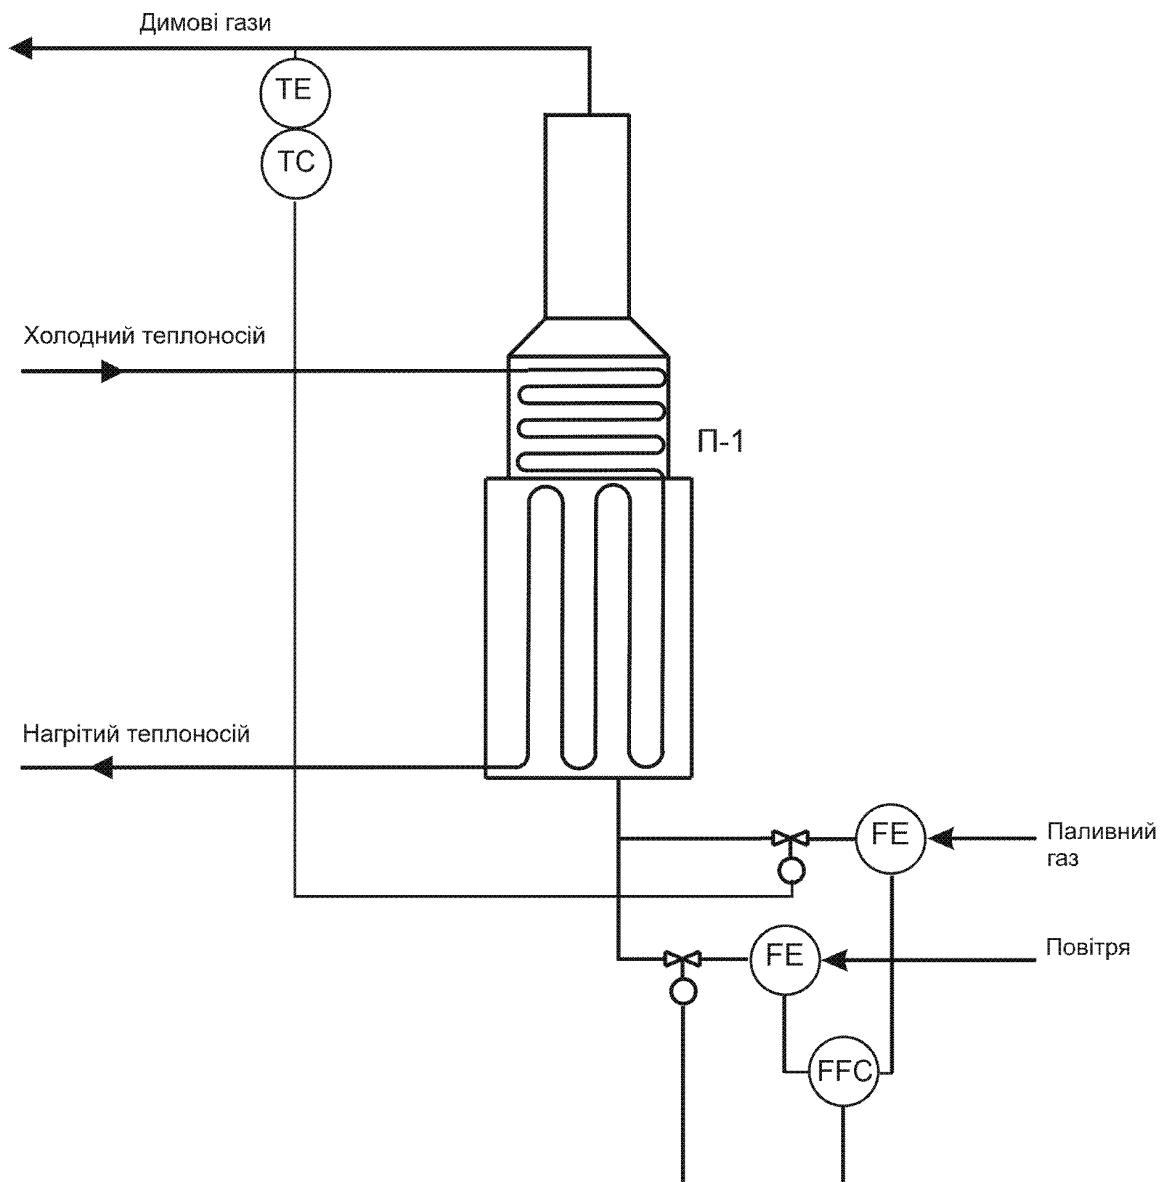 Димові гази
TE
TC
Холодний теплоносій
П-1
Нагрітий теплоносій
FE
Паливний
газ
FE
Повітря
FFC